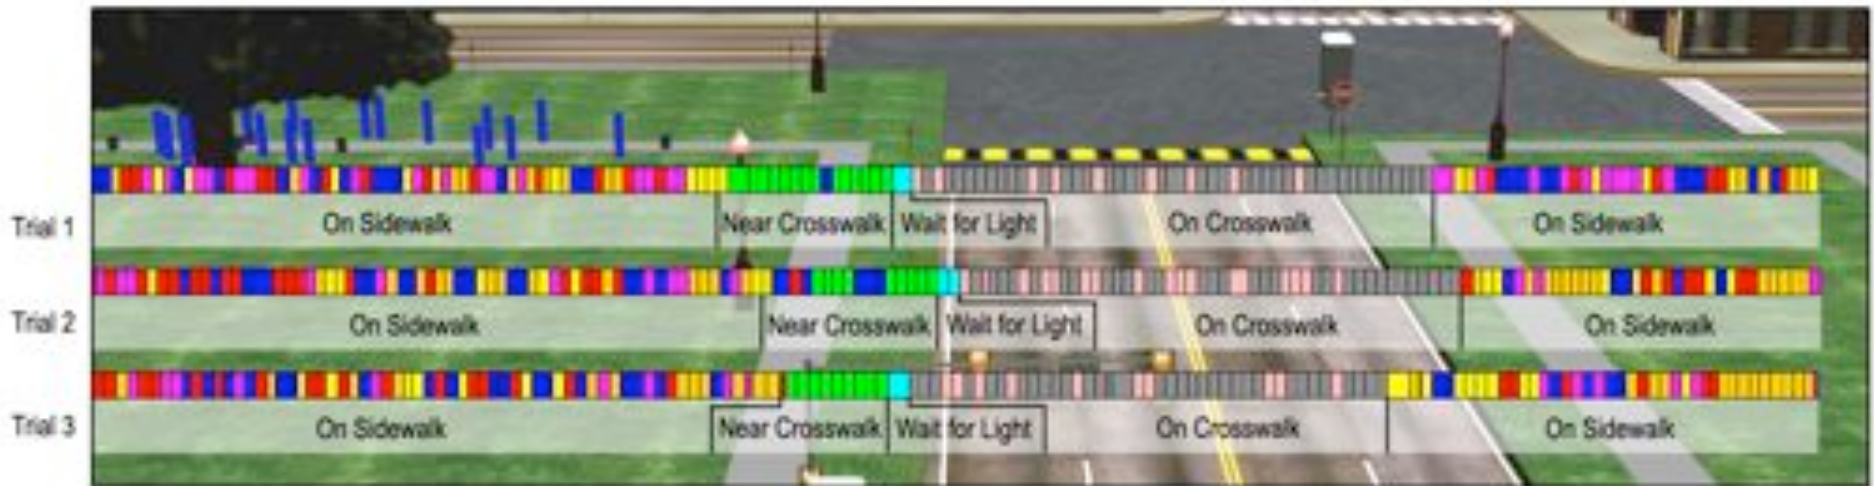 Trial 1
On Sidewalk Near Crosswalk Wait for Light On Crosswalk On Sidewalk
Trial 2
On Sidewalk Near Crosswalk Wait for Light On Crosswalk On Sidewalk
Trial 3
On Sidewalk Near Crosswalk Wait for Light On Crosswalk On Sidewalk